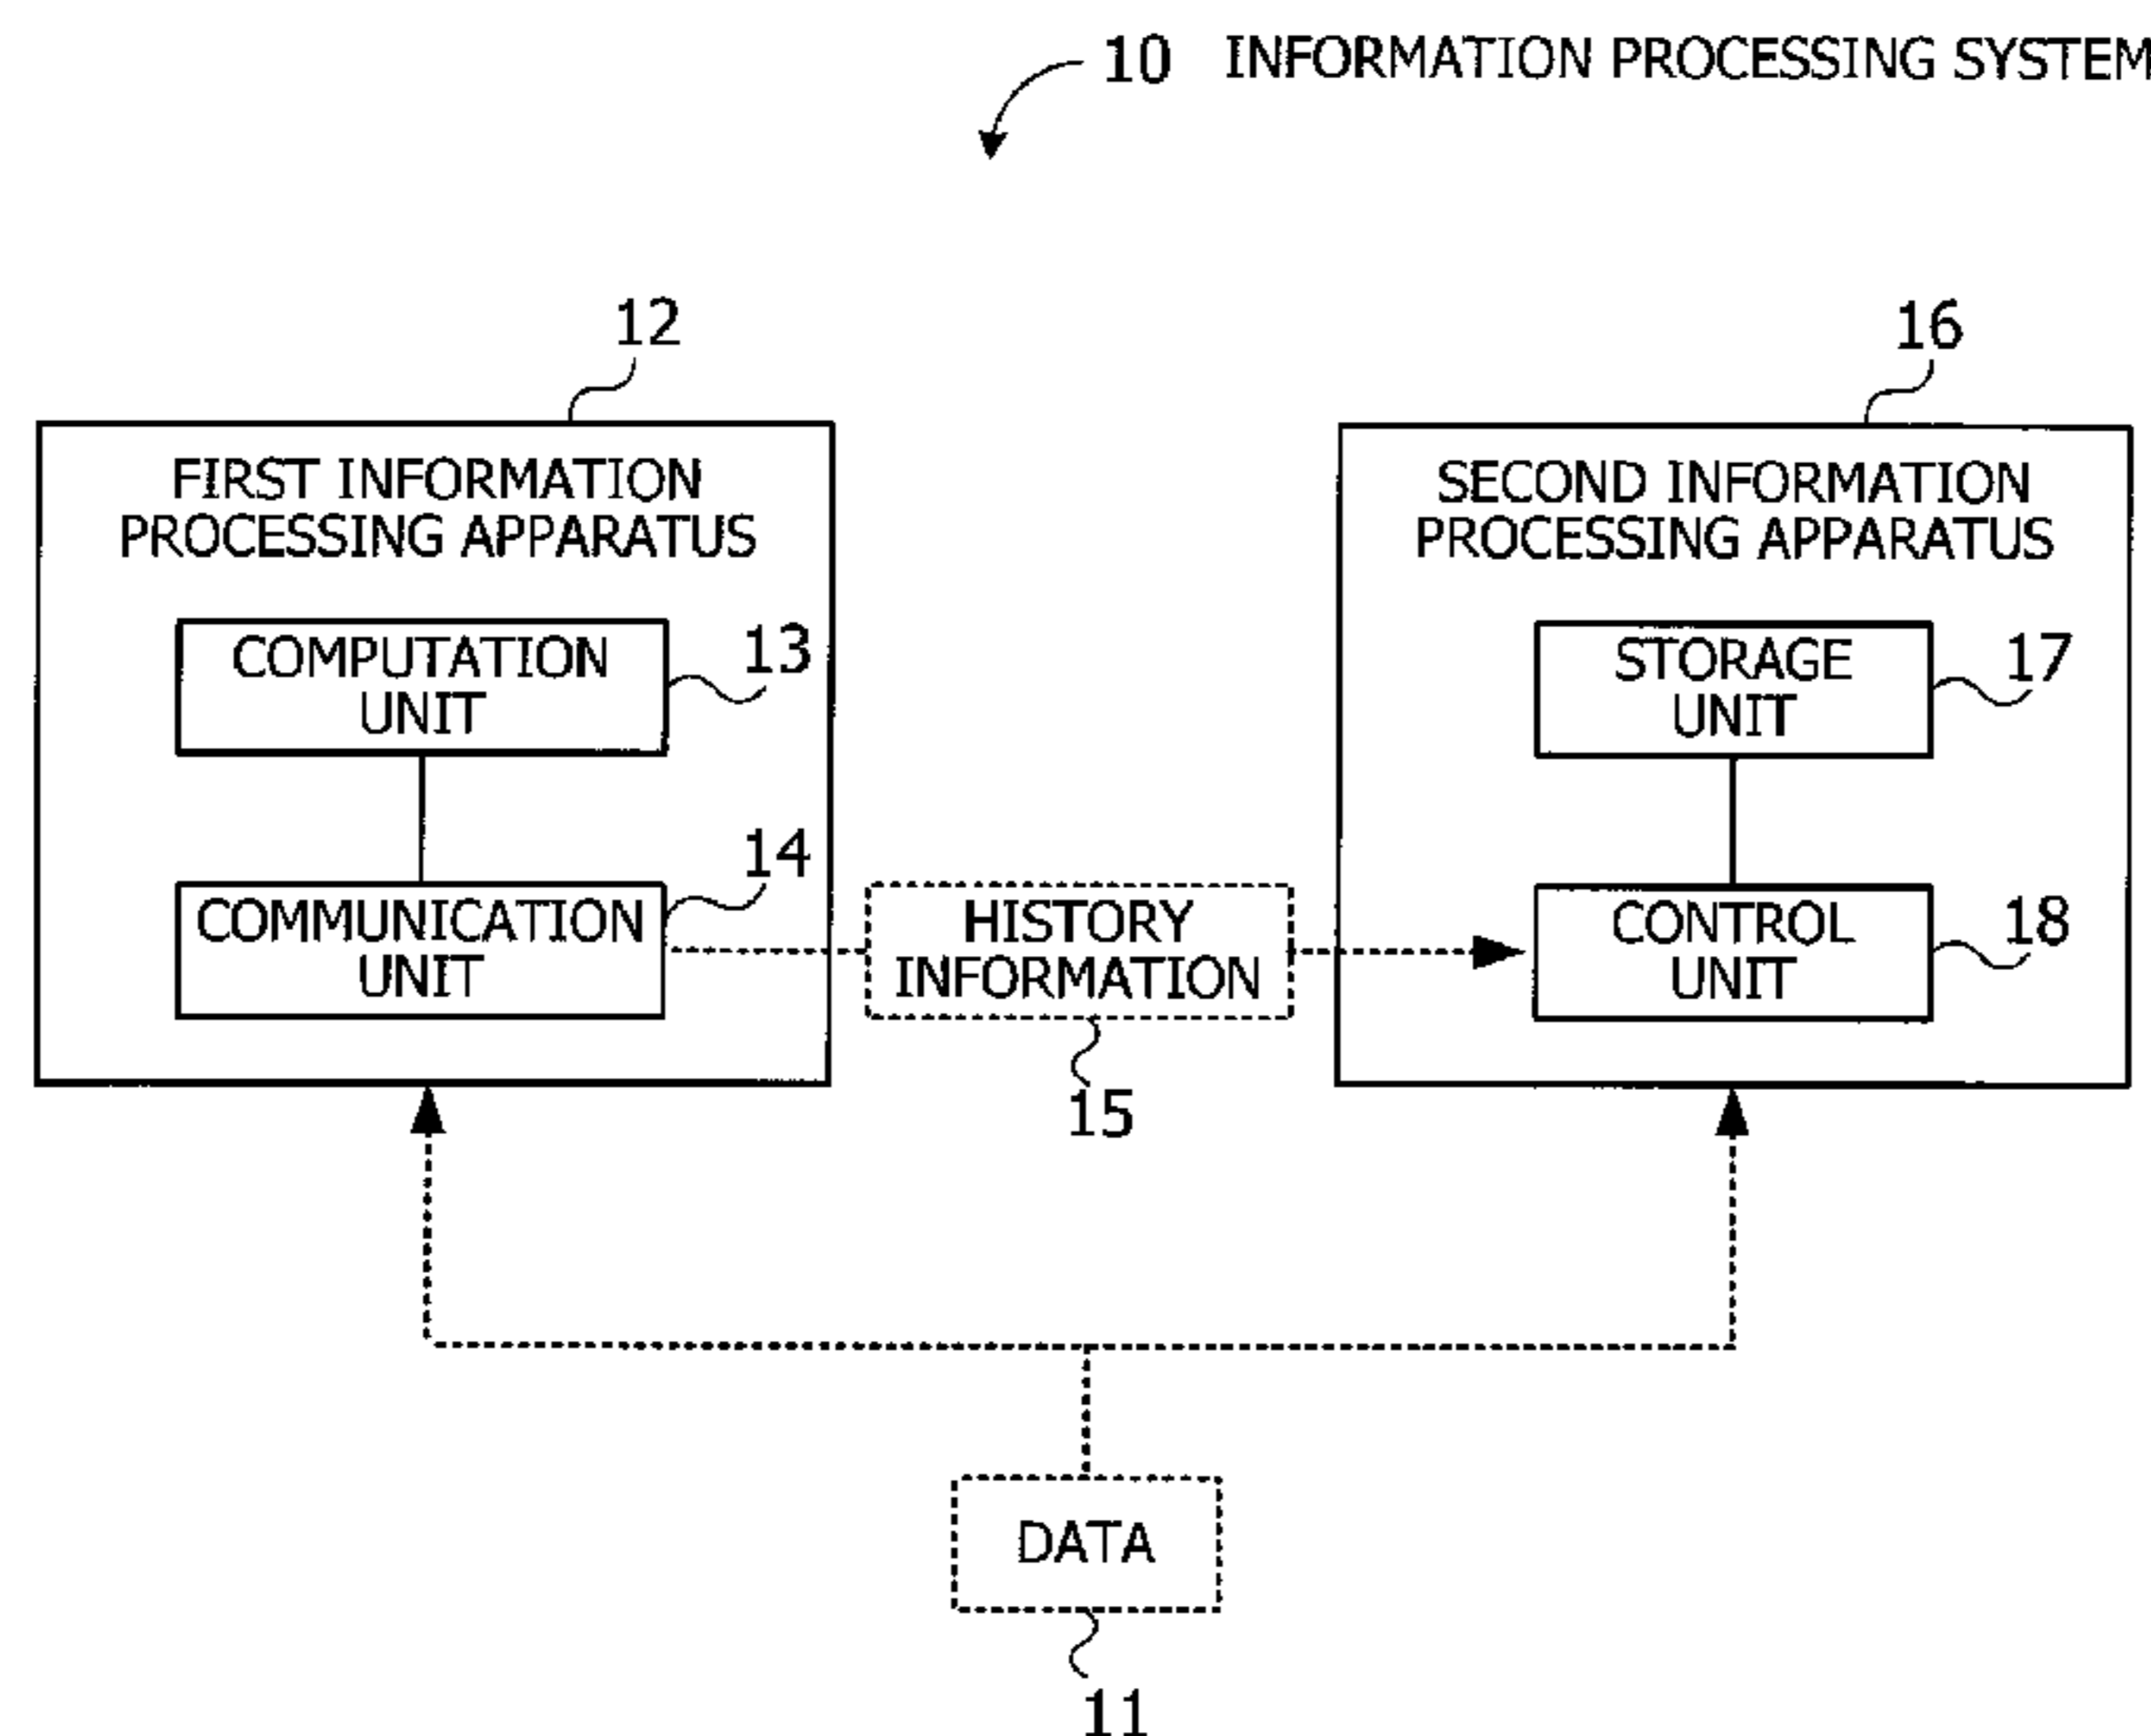 10 INFORMATION PROCESSING SYSTEM
12
16
FIRST INFORMATION
PROCESSING APPARATUS
SECOND INFORMATION
PROCESSING APPARATUS
COMPUTATION
UNIT
13
STORAGE
UNIT
17
14
COMMUNICATION
UNIT
HISTORY
INFORMATION
15
CONTROL
UNIT
18
DATA
11